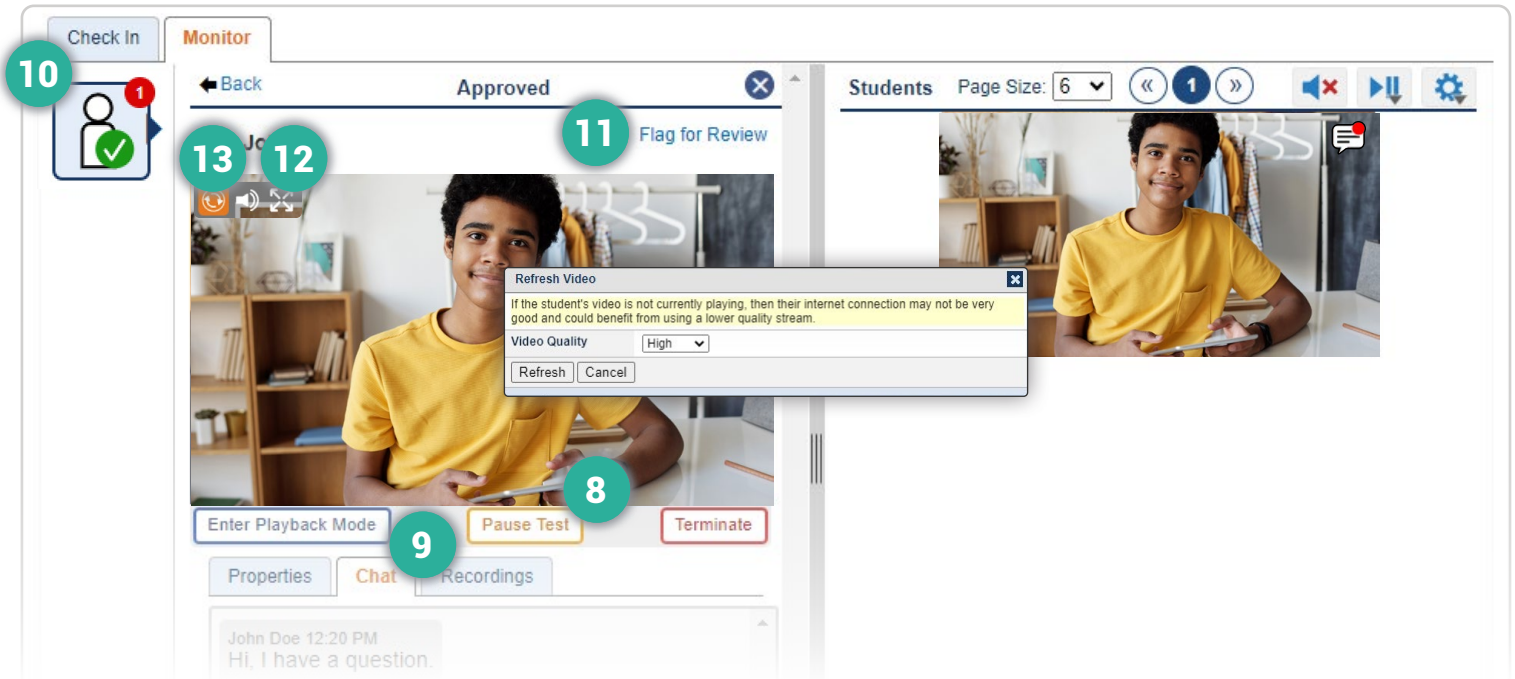 Check In
Monitor
10
1
Back
Approved
Students
Page Size:
6
«
1
»
11
Flag for Review
13
12
Refresh Video
If the student's video is not currently playing, then their internet connection may not be very
good and could benefit from using a lower quality stream.
Video Quality
High
Refresh
Cancel
8
Enter Playback Mode
Pause Test
Terminate
9
Properties
Chat
Recordings
John Doe 12:20 PM
Hi, I have a question.